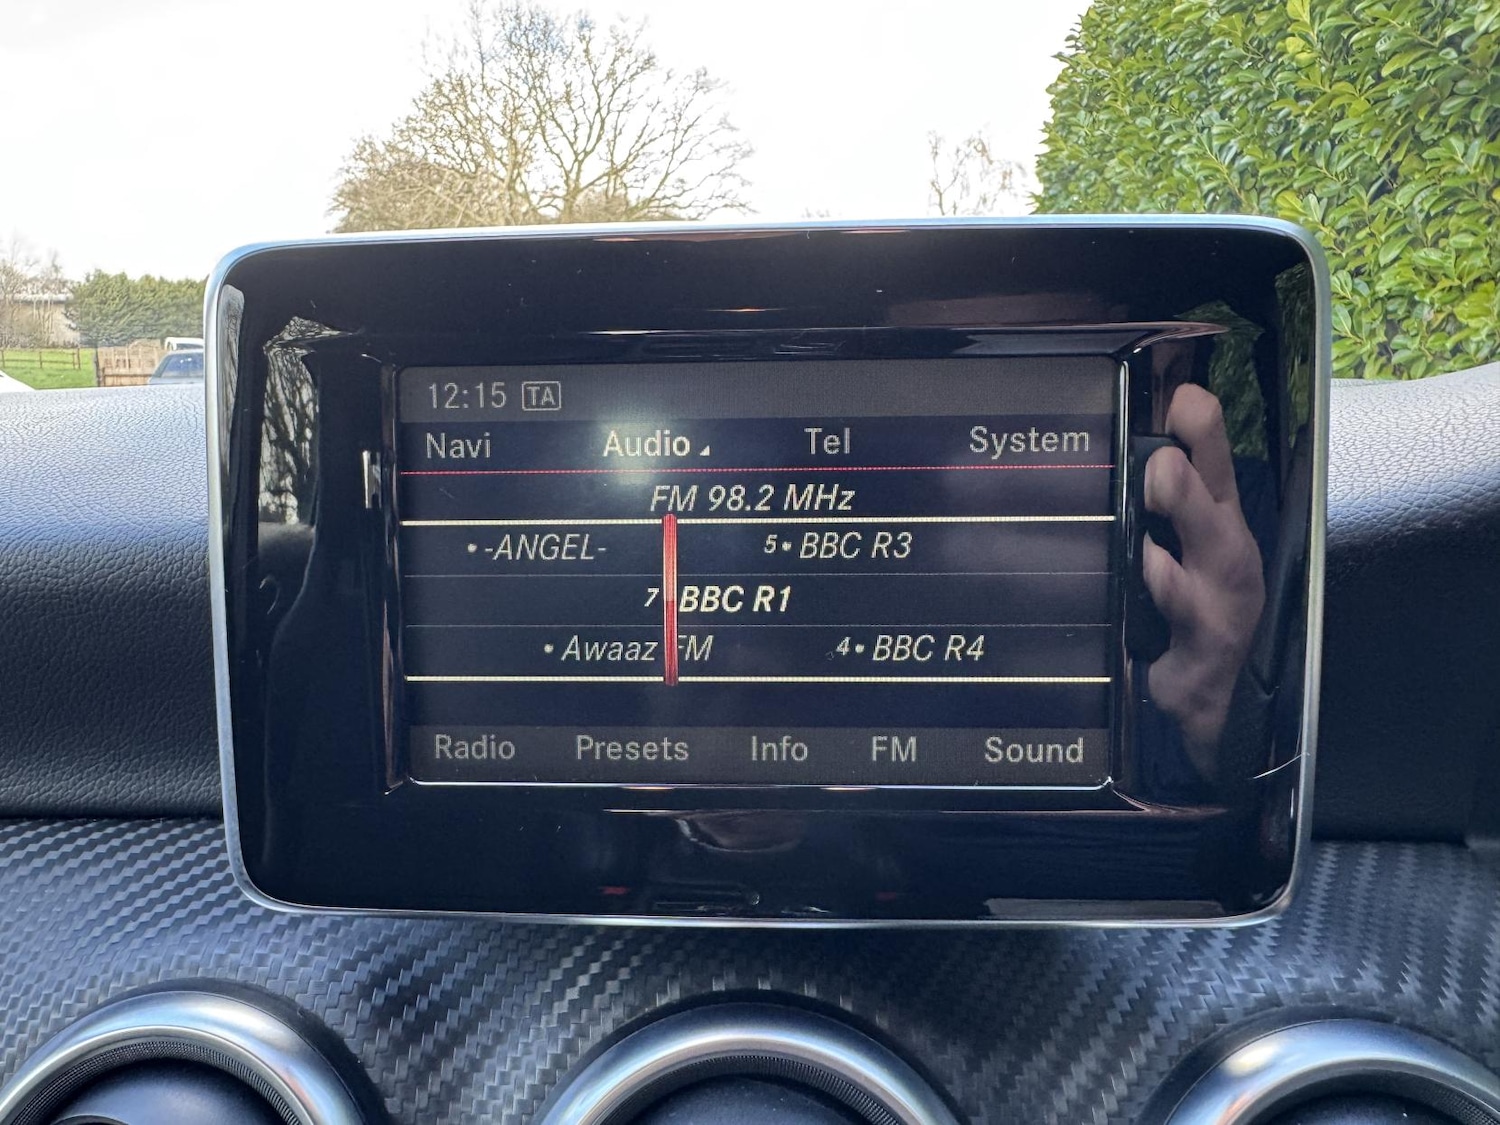 12:15 TA
Navi Audio Tel System
FM 98.2 MHz
•-ANGEL- 5•BBC R3
7 BBC R1
• Awaaz FM 4•BBC R4
Radio Presets Info FM Sound